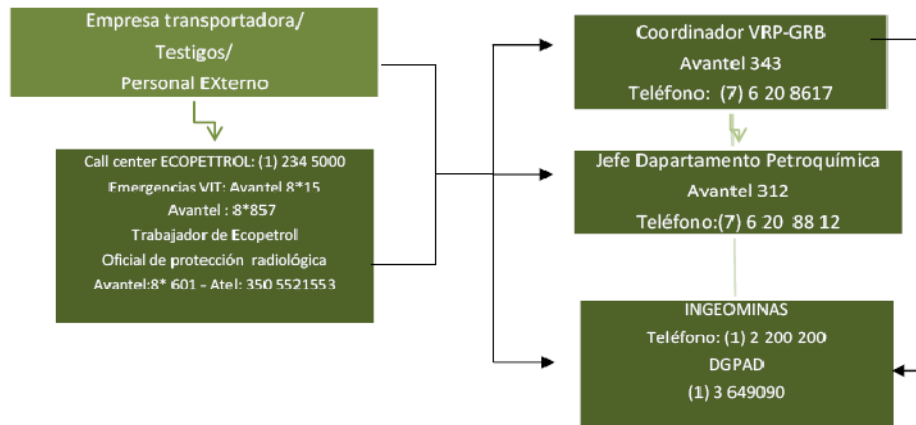 Empresa transportadora/
Testigos/
Personal EXterno
Call center ECOPETTROL: (1) 234 5000
Emergencias VIT: Avantel 8*15
Avantel : 8*857
Trabajador de Ecopetrol
Oficial de protección radiológica
Avantel:8* 601 - Atel: 350 5521553
Coordinador VRP-GRB
Avantel 343
Teléfono: (7) 6 20 8617
Jefe Dapartamento Petroquímica
Avantel 312
Teléfono:(7) 6 20 88 12
INGEOMINAS
Teléfono: (1) 2 200 200
DGPAD
(1) 3 649090